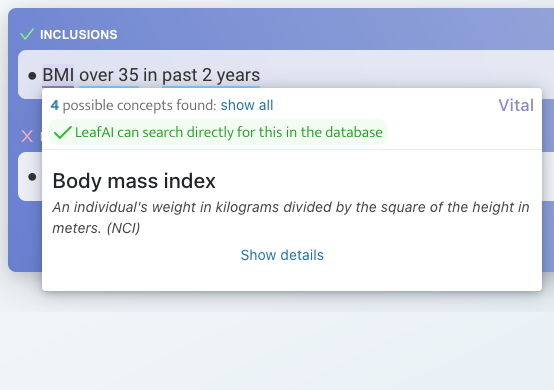 INCLUSIONS
● BMI over 35 in past 2 years
4 possible concepts found: show all
Vital
LeafAI can search directly for this in the database
Body mass index
An individual's weight in kilograms divided by the square of the height in
meters. (NCI)
Show details